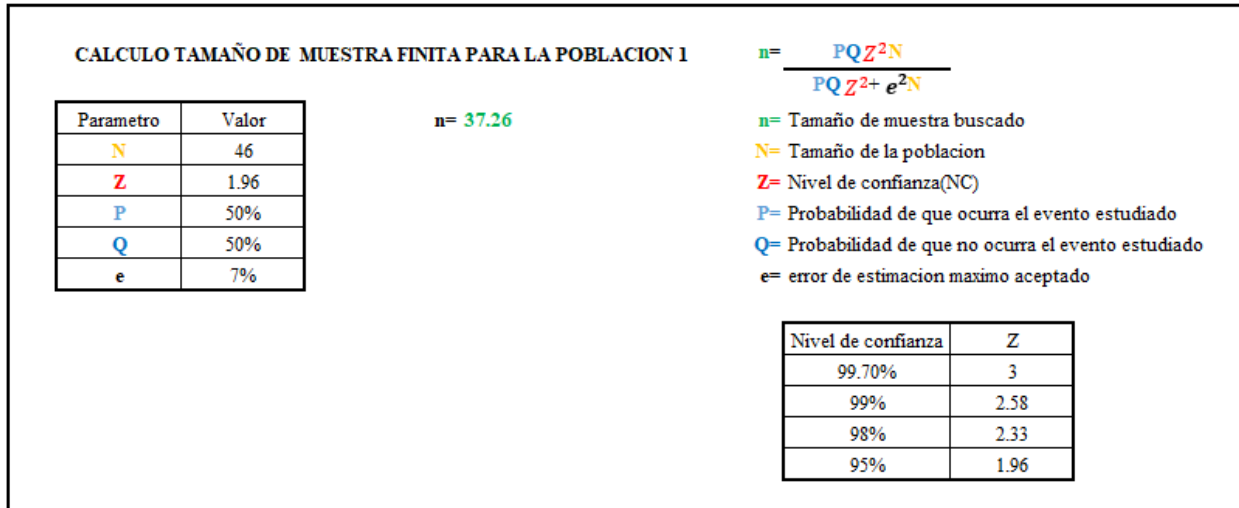 CALCULO TAMAÑO DE MUESTRA FINITA PARA LA POBLACION 1
n= PQZ²N
PQZ²+ e²N
Parametro Valor
N 46
Z 1.96
P 50%
Q 50%
e 7%
n= 37.26
n= Tamaño de muestra buscado
N= Tamaño de la poblacion
Z= Nivel de confianza(NC)
P= Probabilidad de que ocurra el evento estudiado
Q= Probabilidad de que no ocurra el evento estudiado
e= error de estimacion maximo aceptado
Nivel de confianza Z
99.70% 3
99% 2.58
98% 2.33
95% 1.96